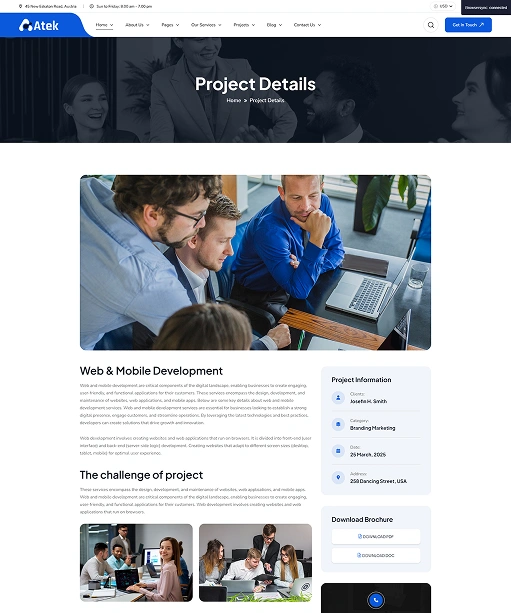 49 New Eskaton Road, Austria
Sun to Friday: 8.00 am - 7.00 pm
USD
Browsersync: connected
Atek
Home
About Us
Pages
Our Services
Projects
Blog
Contact Us
Get in Touch
Project Details
Home » Project Details
Web & Mobile Development
Web and mobile development are critical components of the digital landscape, enabling businesses to create engaging,
user-friendly, and functional applications for their customers. These services encompass the design, development, and
maintenance of websites, web applications, and mobile apps. Below are some key details about web and mobile
development services. Web and mobile development services are essential for businesses looking to establish a strong
digital presence, engage customers, and streamline operations. By leveraging the latest technologies and best practices,
developers can create solutions that drive growth and innovation.
Web development involves creating websites and web applications that run on browsers. It is divided into front-end (user
interface) and back-end (server-side logic) development. Creating websites that adapt to different screen sizes (desktop,
tablet, mobile) for optimal user experience.
The challenge of project
These services encompass the design, development, and maintenance of websites, web applications, and mobile apps.
Web and mobile development are critical components of the digital landscape, enabling businesses to create engaging,
user-friendly, and functional applications for their customers. Web development involves creating websites and web
applications that run on browsers.
Project Information
Clients:
Josefin H. Smith
Category:
Branding Marketing
Date:
25 March, 2025
Address:
258 Dancing Street, USA
Download Brochure
DOWNLOAD PDF
DOWNLOAD DOC